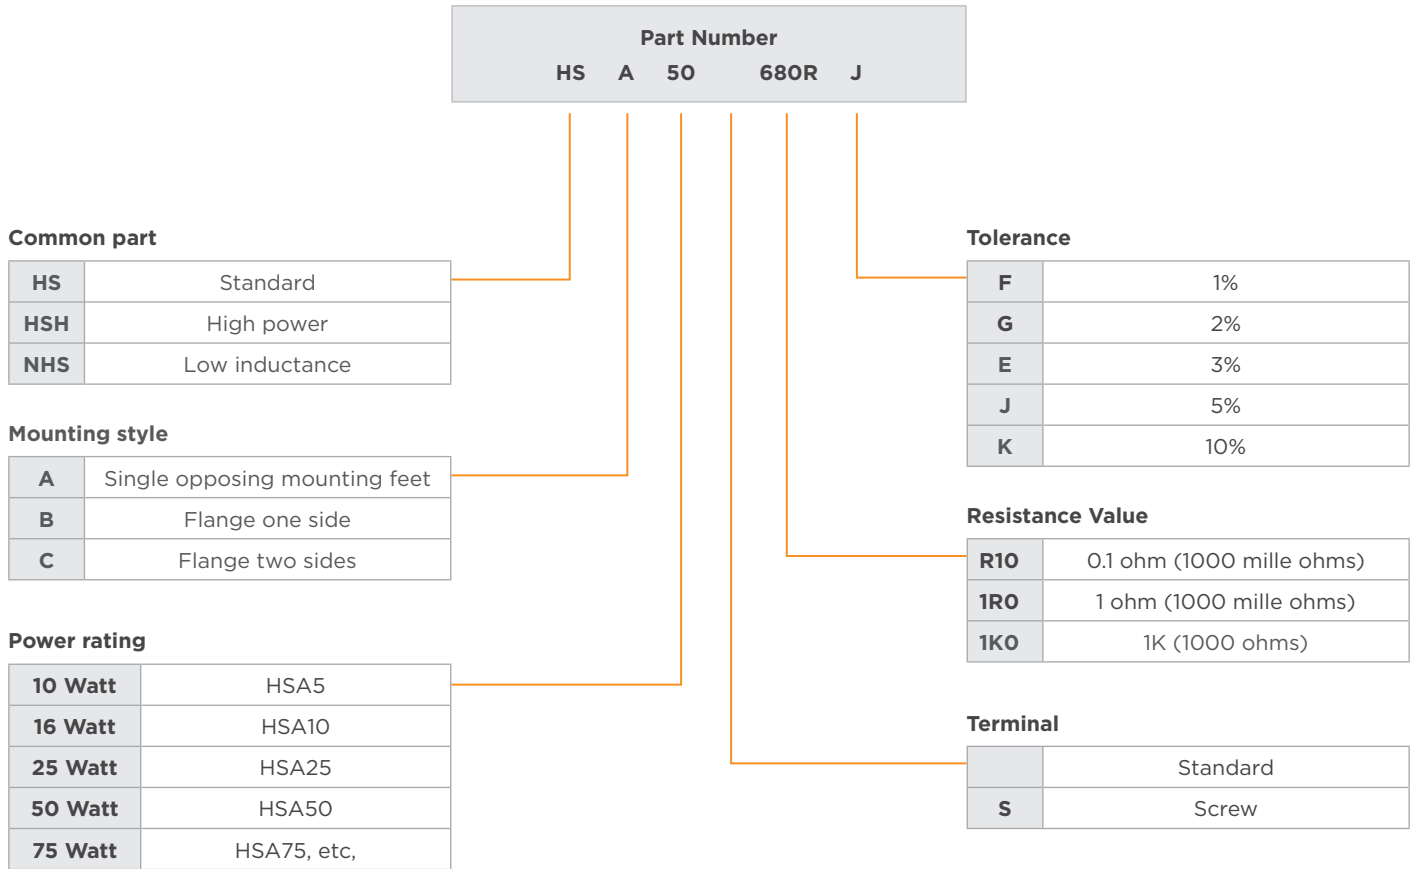 Part Number
HS A 50 680R J
Common part
HS Standard
HSH High power
NHS Low inductance
Mounting style
A Single opposing mounting feet
B Flange one side
C Flange two sides
Power rating
10 Watt HSA5
16 Watt HSA10
25 Watt HSA25
50 Watt HSA50
75 Watt HSA75, etc,
Tolerance
F 1%
G 2%
E 3%
J 5%
K 10%
Resistance Value
R10 0.1 ohm (1000 mille ohms)
1R0 1 ohm (1000 mille ohms)
1K0 1K (1000 ohms)
Terminal
Standard
S Screw